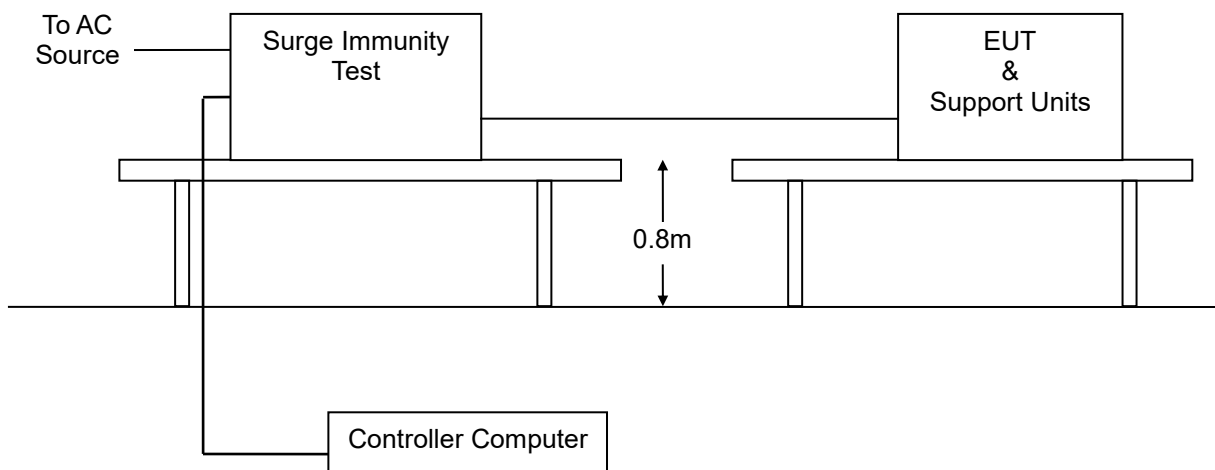 To AC
Source
Surge Immunity
Test
EUT
&
Support Units
0.8m
Controller Computer